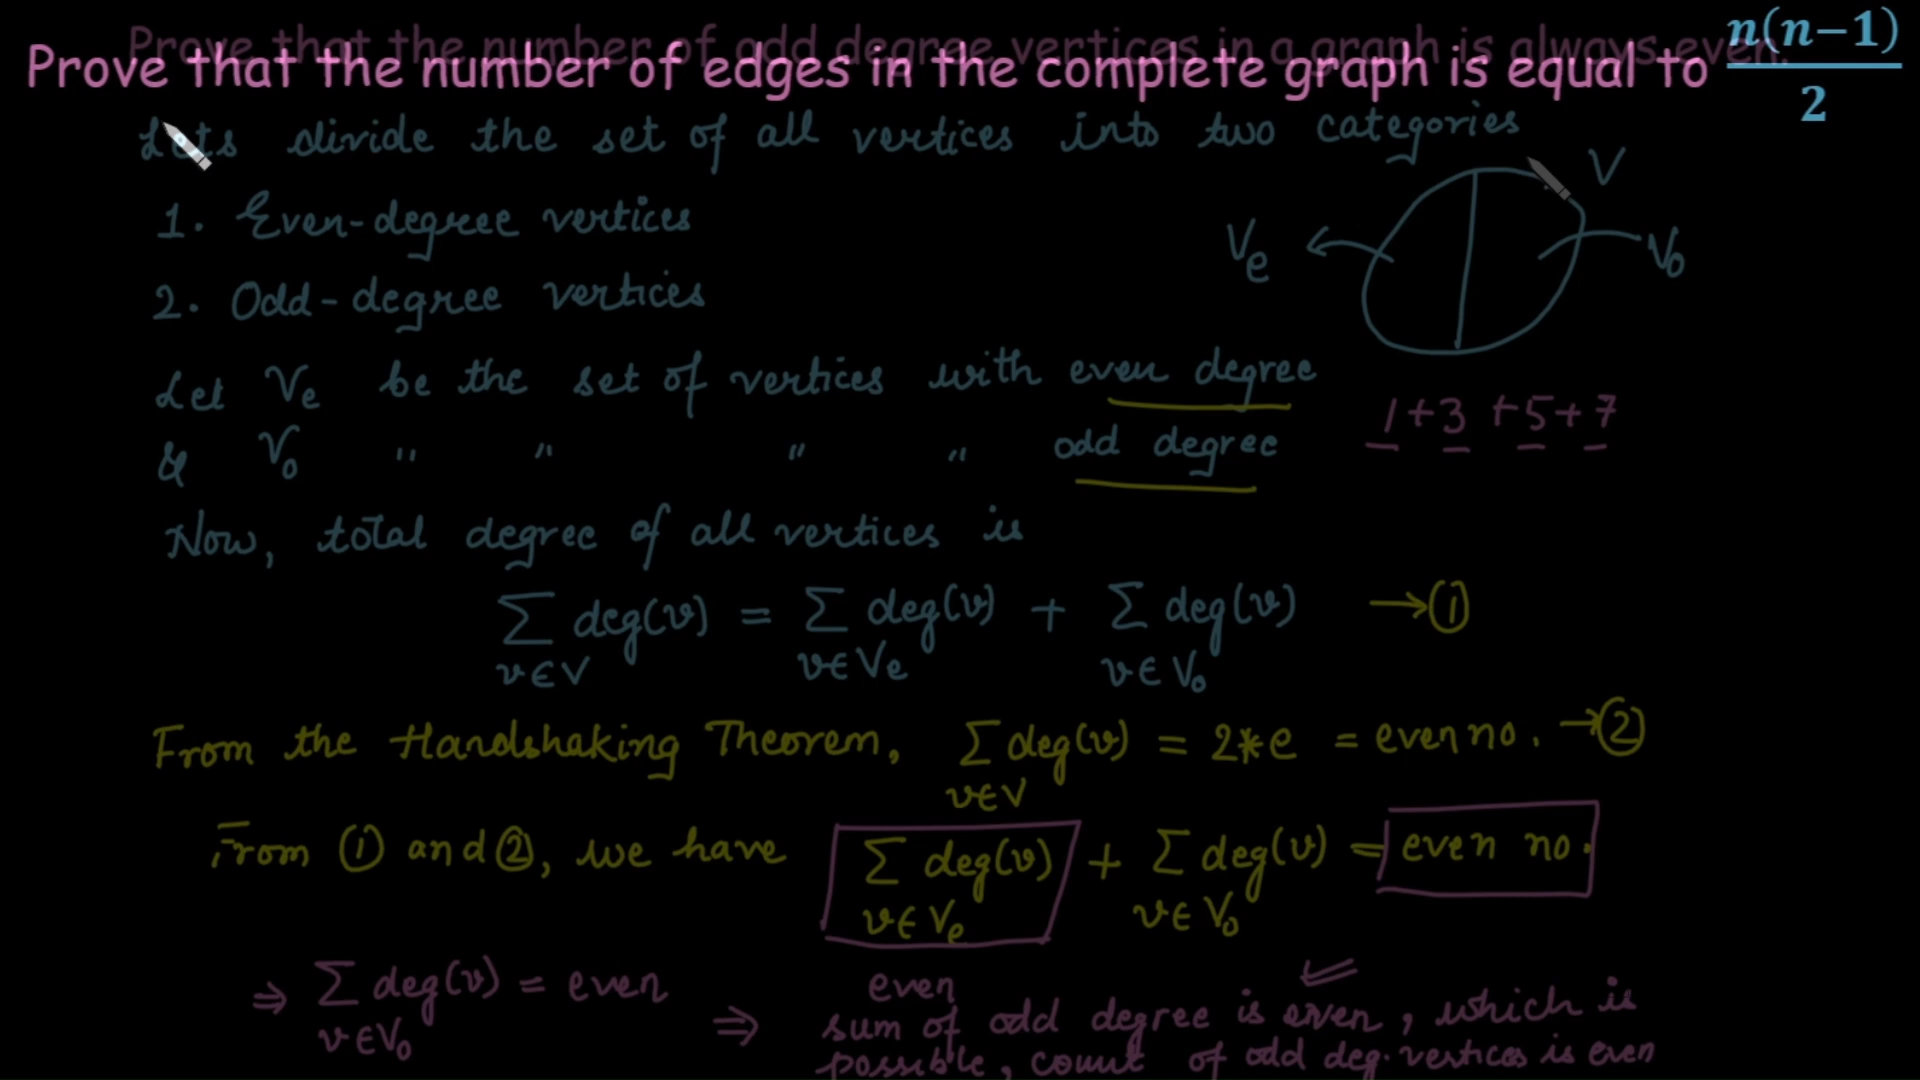 Prove that the number of odd degree vertices in a graph is always even.
Prove that the number of edges in the complete graph is equal to n(n−1)/2
Lets divide the set of all vertices into two categories
1. Even-degree vertices
2. Odd-degree vertices
V
Ve
Vo
Let Ve be the set of vertices with even degree
& Vo " " " " odd degree
1+3+5+7
Now, total degree of all vertices is
∑ deg(v) = ∑ deg(v) + ∑ deg(v) → ①
v∈V v∈Ve v∈Vo
From the Handshaking Theorem, ∑ deg(v) = 2*e = even no. → ②
v∈V
From ① and ②, we have ∑ deg(v) + ∑ deg(v) = even no.
v∈Ve v∈Vo
⇒ ∑ deg(v) = even
v∈Vo
even
⇒ sum of odd degree is even, which is
possible, count of odd deg. vertices is even